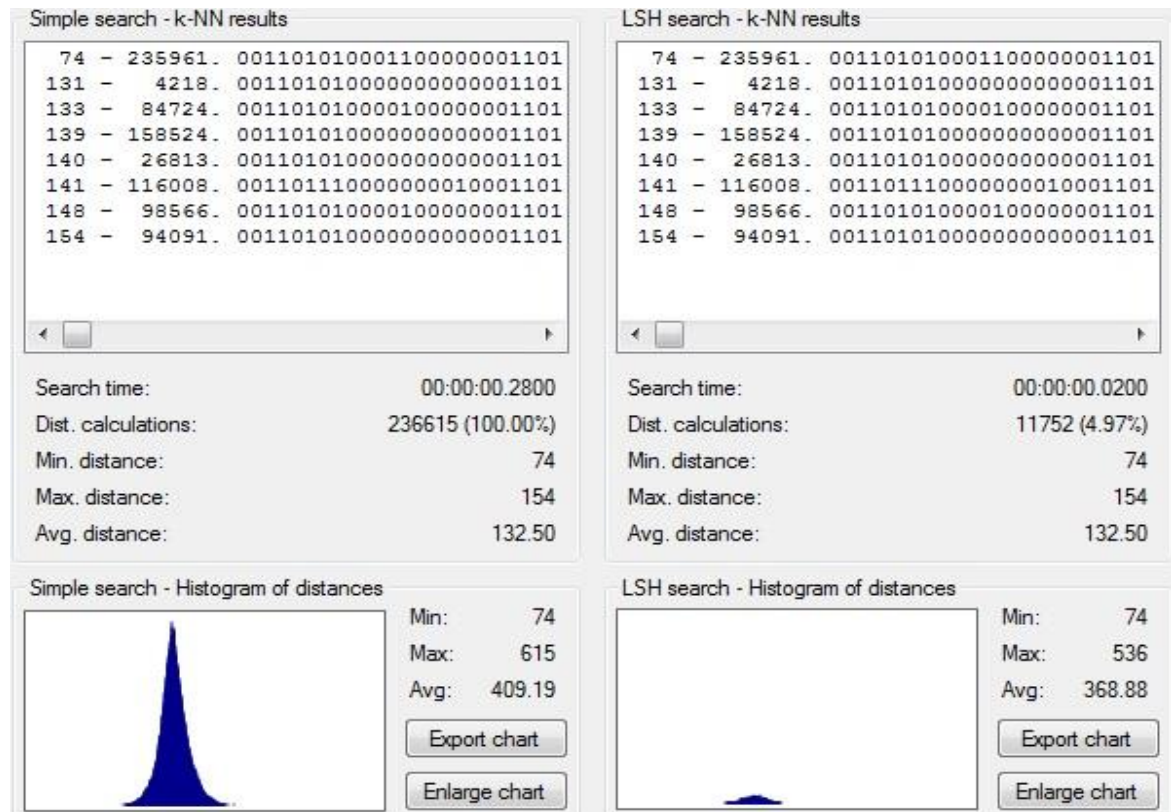 Simple search - k-NN results
74 - 235961. 0011010100011000000001101
131 - 4218. 0011010100000000000001101
133 - 84724. 0011010100001000000001101
139 - 158524. 0011010100000000000001101
140 - 26813. 0011010100000000000001101
141 - 116008. 0011011100000000010001101
148 - 98566. 0011010100001000000001101
154 - 94091. 0011010100000000000001101
Search time: 00:00:00.2800
Dist. calculations: 236615 (100.00%)
Min. distance: 74
Max. distance: 154
Avg. distance: 132.50
LSH search - k-NN results
74 - 235961. 0011010100011000000001101
131 - 4218. 0011010100000000000001101
133 - 84724. 0011010100001000000001101
139 - 158524. 0011010100000000000001101
140 - 26813. 0011010100000000000001101
141 - 116008. 0011011100000000010001101
148 - 98566. 0011010100001000000001101
154 - 94091. 0011010100000000000001101
Search time: 00:00:00.0200
Dist. calculations: 11752 (4.97%)
Min. distance: 74
Max. distance: 154
Avg. distance: 132.50
Simple search - Histogram of distances
Min: 74
Max: 615
Avg: 409.19
Export chart
Enlarge chart
LSH search - Histogram of distances
Min: 74
Max: 536
Avg: 368.88
Export chart
Enlarge chart